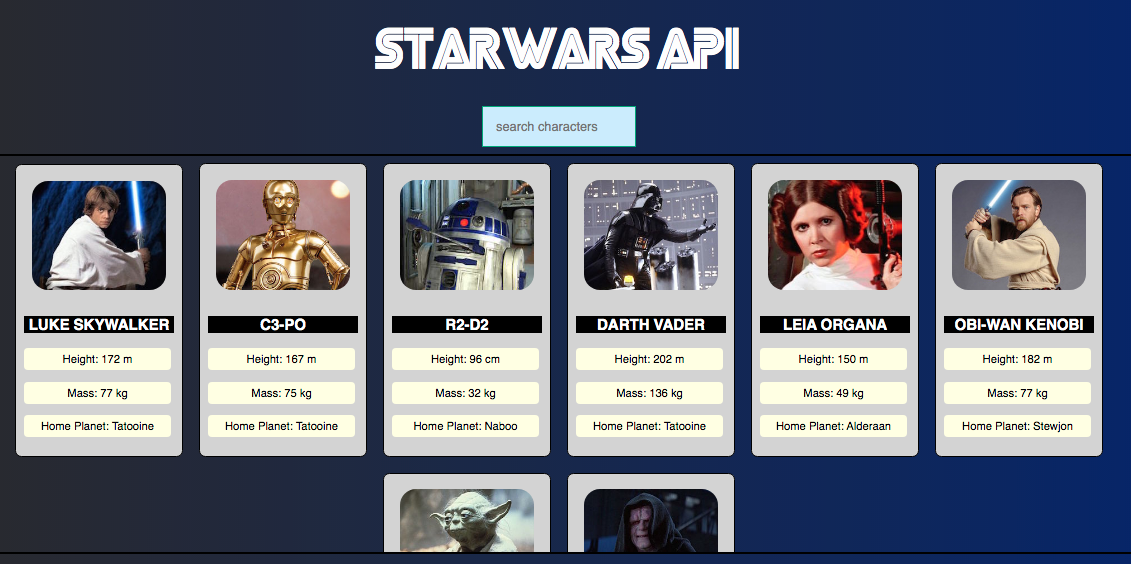 STARWARS API
search characters
LUKE SKYWALKER
Height: 172 m
Mass: 77 kg
Home Planet: Tatooine
C3-PO
Height: 167 m
Mass: 75 kg
Home Planet: Tatooine
R2-D2
Height: 96 cm
Mass: 32 kg
Home Planet: Naboo
DARTH VADER
Height: 202 m
Mass: 136 kg
Home Planet: Tatooine
LEIA ORGANA
Height: 150 m
Mass: 49 kg
Home Planet: Alderaan
OBI-WAN KENOBI
Height: 182 m
Mass: 77 kg
Home Planet: Stewjon